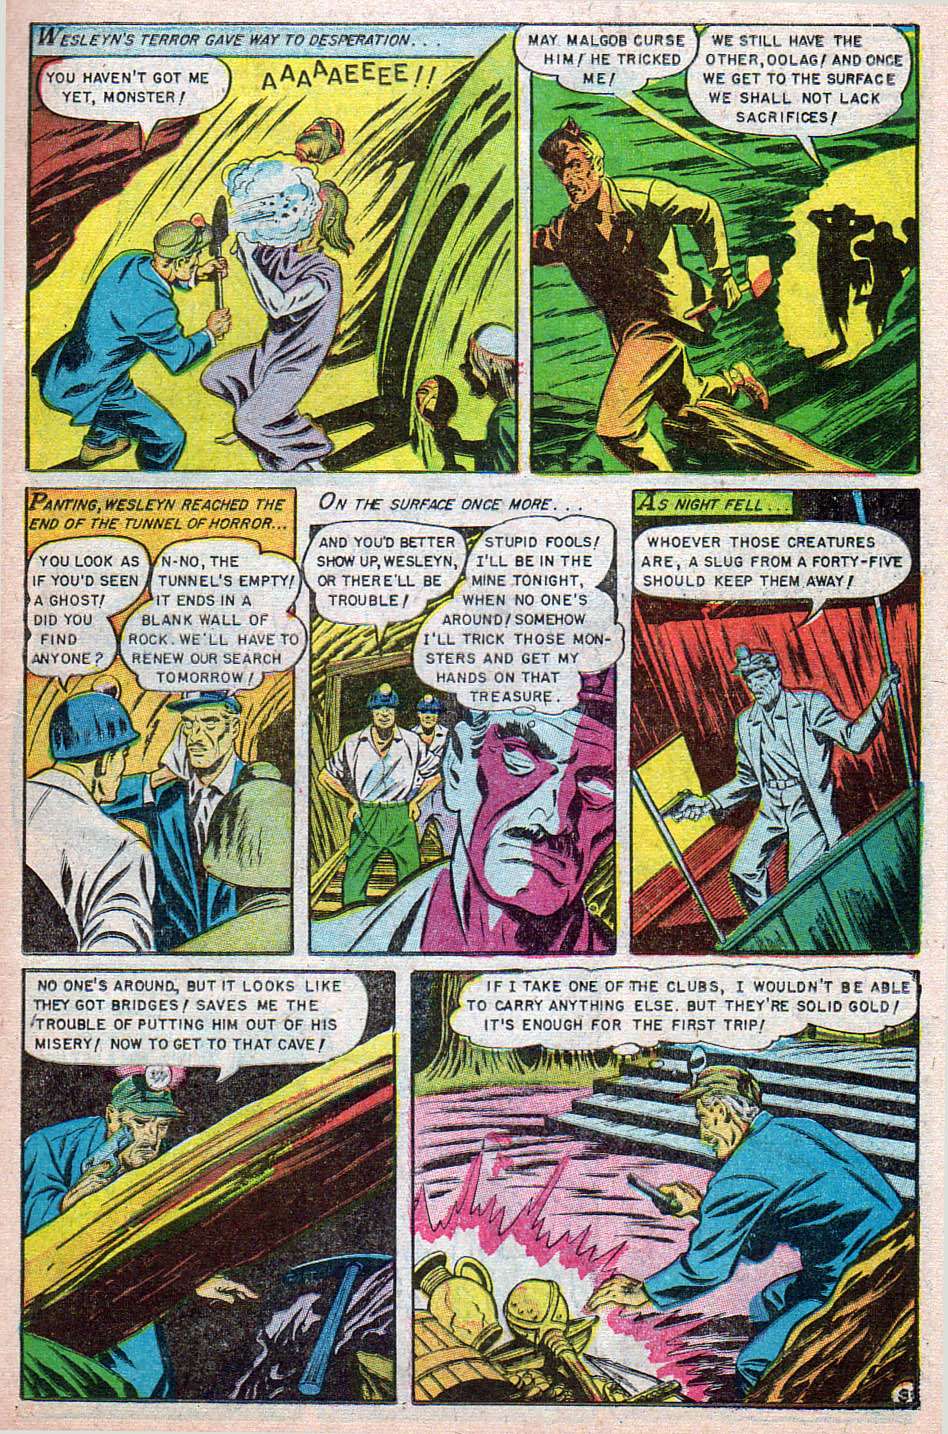 WESLEYN'S TERROR GAVE WAY TO DESPERATION...
YOU HAVEN'T GOT ME
YET, MONSTER!
AAAAAEEEE!!
MAY MALGOB CURSE
HIM! HE TRICKED
ME!
WE STILL HAVE THE
OTHER, OOLAG! AND ONCE
WE GET TO THE SURFACE
WE SHALL NOT LACK
SACRIFICES!
PANTING, WESLEYN REACHED THE
END OF THE TUNNEL OF HORROR...
YOU LOOK AS
IF YOU'D SEEN
A GHOST!
DID YOU
FIND
ANYONE?
N-NO, THE
TUNNEL'S EMPTY!
IT ENDS IN A
BLANK WALL OF
ROCK. WE'LL HAVE TO
RENEW OUR SEARCH
TOMORROW!
ON THE SURFACE ONCE MORE...
AND YOU'D BETTER
SHOW UP, WESLEYN,
OR THERE'LL BE
TROUBLE!
STUPID FOOLS!
I'LL BE IN THE
MINE TONIGHT,
WHEN NO ONE'S
AROUND! SOMEHOW
I'LL TRICK THOSE MON-
STERS AND GET MY
HANDS ON THAT
TREASURE.
AS NIGHT FELL...
WHOEVER THOSE CREATURES
ARE, A SLUG FROM A FORTY-FIVE
SHOULD KEEP THEM AWAY!
NO ONE'S AROUND, BUT IT LOOKS LIKE
THEY GOT BRIDGES! SAVES ME THE
TROUBLE OF PUTTING HIM OUT OF HIS
MISERY! NOW TO GET TO THAT CAVE!
IF I TAKE ONE OF THE CLUBS, I WOULDN'T BE ABLE
TO CARRY ANYTHING ELSE. BUT THEY'RE SOLID GOLD!
IT'S ENOUGH FOR THE FIRST TRIP!